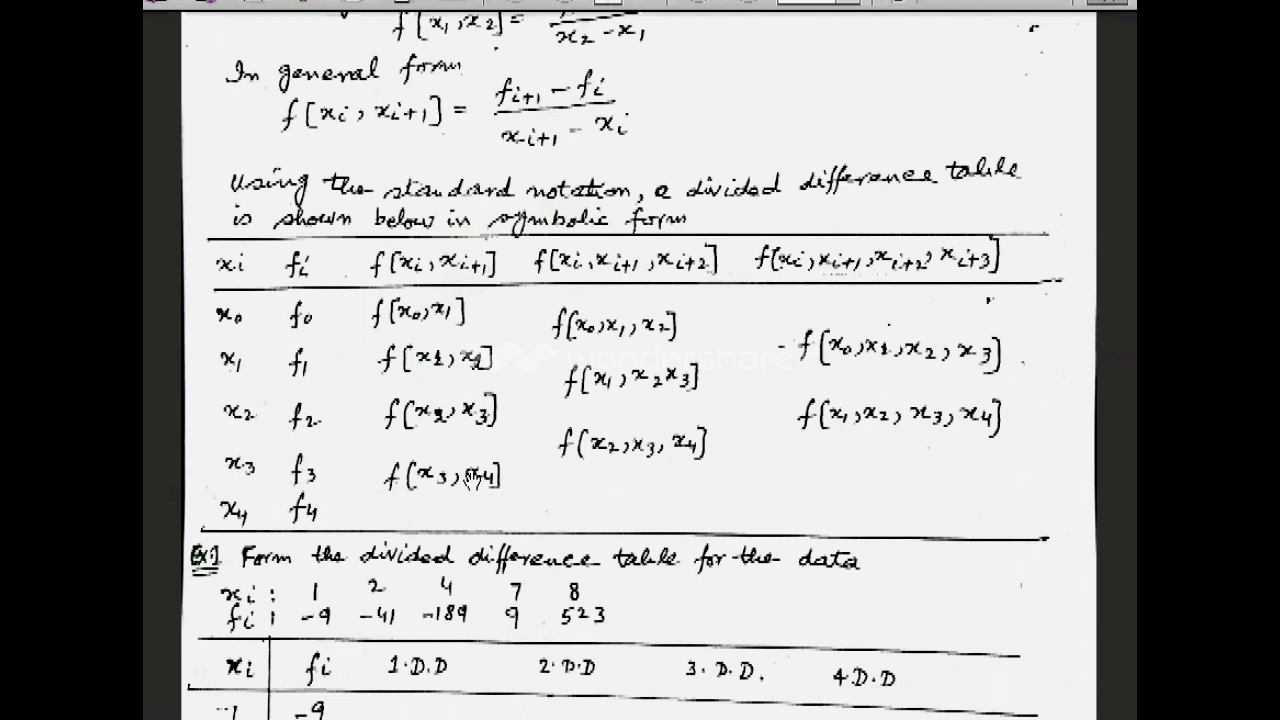 f[x₁, x₂] = / x₂ - x₁
In general form
f[xᵢ, xᵢ₊₁] = fᵢ₊₁ - fᵢ / xᵢ₊₁ - xᵢ
Using the standard notation, a divided difference table
is shown below in symbolic form
xᵢ fᵢ f[xᵢ, xᵢ₊₁] f[xᵢ, xᵢ₊₁, xᵢ₊₂] f[xᵢ, xᵢ₊₁, xᵢ₊₂, xᵢ₊₃]
x₀ f₀ f[x₀, x₁]
f[x₀, x₁, x₂]
x₁ f₁ f[x₁, x₂] f[x₀, x₁, x₂, x₃]
f[x₁, x₂ x₃]
x₂ f₂ f[x₂, x₃] f[x₁, x₂, x₃, x₄]
f[x₂, x₃, x₄]
x₃ f₃ f[x₃, x₄]
x₄ f₄
wondershare
Ex:1 Form the divided difference table for the data
xᵢ : 1 2 4 7 8
fᵢ : -9 -41 -189 9 523
xᵢ fᵢ 1.D.D 2.D.D 3.D.D. 4.D.D
1 -9